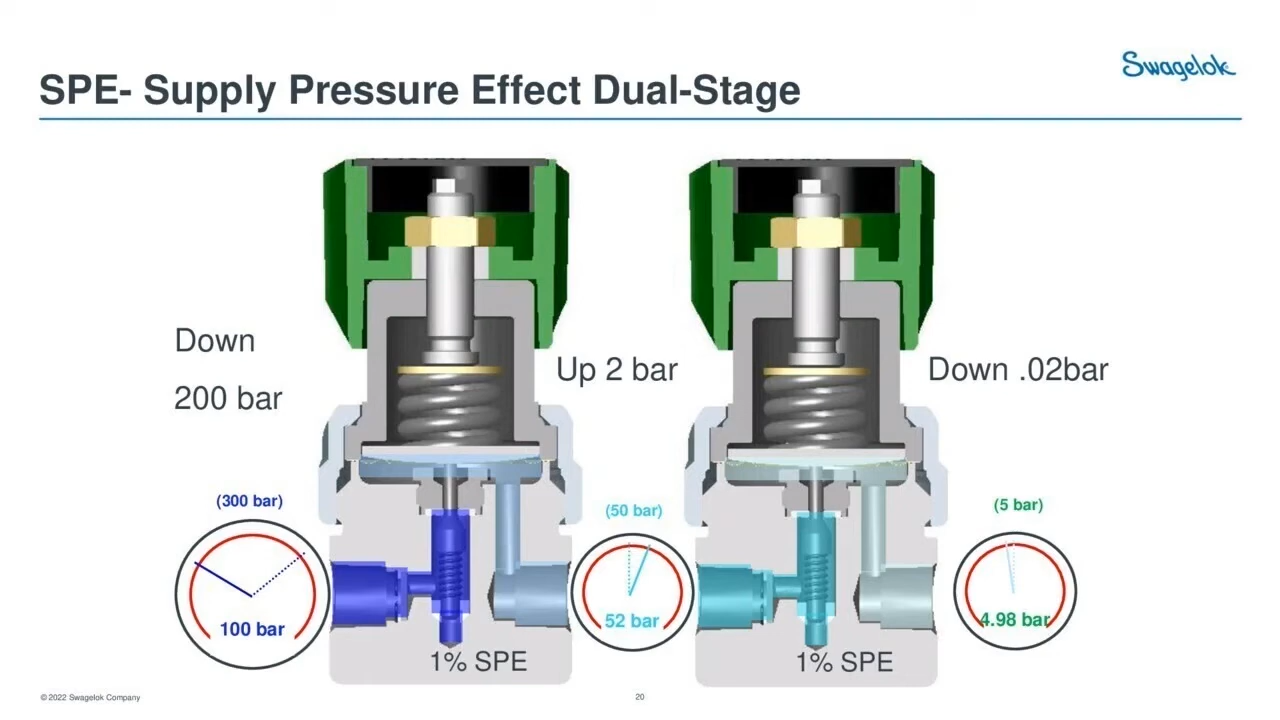 Swagelok
SPE- Supply Pressure Effect Dual-Stage
Down
200 bar
Up 2 bar
Down .02bar
(300 bar)
(50 bar)
(5 bar)
100 bar
52 bar
4.98 bar
1% SPE
1% SPE
© 2022 Swagelok Company
20